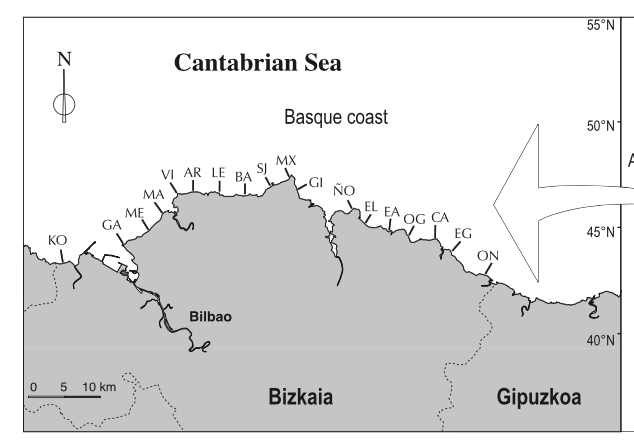 55°N
N
Cantabrian Sea
Basque coast
50°N
A
MX
SJ
VI AR LE BA GI
ÑO
MA
ME
EL
EA
OG
CA
GA
KO
EG
45°N
ON
Bilbao
40°N
0 5 10 km
Bizkaia
Gipuzkoa